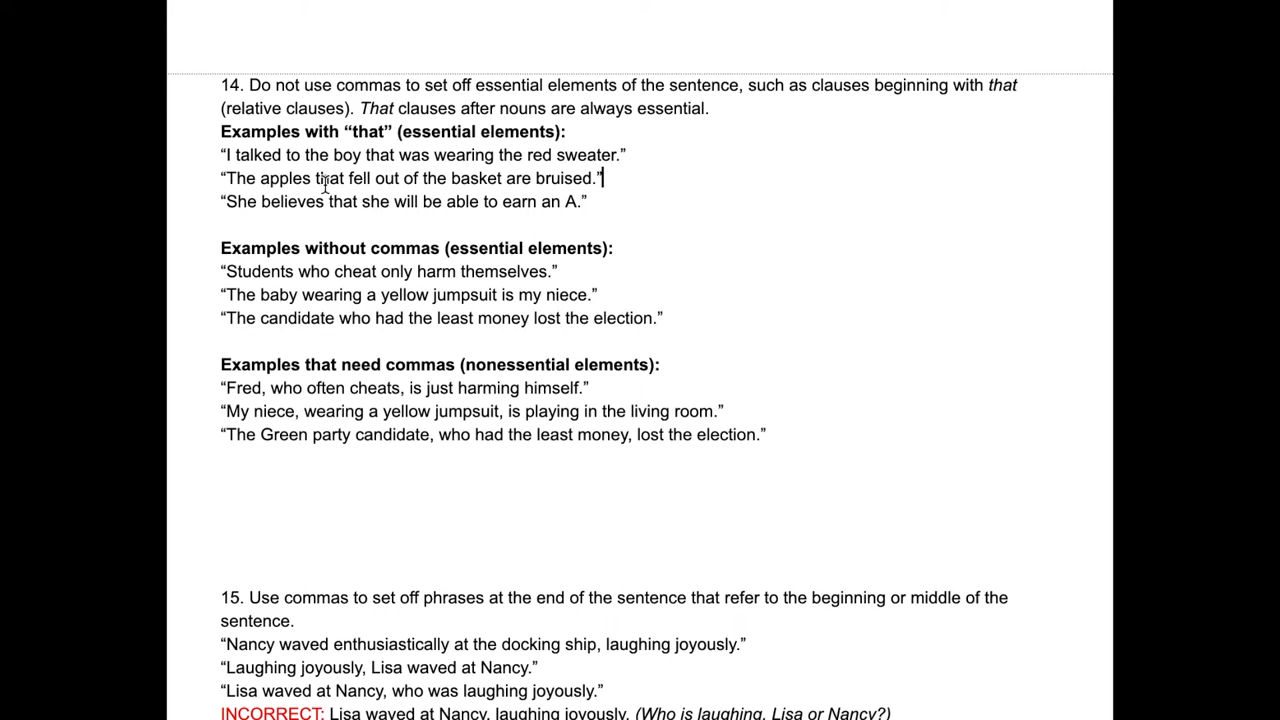 14. Do not use commas to set off essential elements of the sentence, such as clauses beginning with that
(relative clauses). That clauses after nouns are always essential.
Examples with “that” (essential elements):
“I talked to the boy that was wearing the red sweater.”
“The apples that fell out of the basket are bruised.”
“She believes that she will be able to earn an A.”
Examples without commas (essential elements):
“Students who cheat only harm themselves.”
“The baby wearing a yellow jumpsuit is my niece.”
“The candidate who had the least money lost the election.”
Examples that need commas (nonessential elements):
“Fred, who often cheats, is just harming himself.”
“My niece, wearing a yellow jumpsuit, is playing in the living room.”
“The Green party candidate, who had the least money, lost the election.”
15. Use commas to set off phrases at the end of the sentence that refer to the beginning or middle of the
sentence.
“Nancy waved enthusiastically at the docking ship, laughing joyously.”
“Laughing joyously, Lisa waved at Nancy.”
“Lisa waved at Nancy, who was laughing joyously.”
INCORRECT: Lisa waved at Nancy, laughing joyously. (Who is laughing, Lisa or Nancy?)